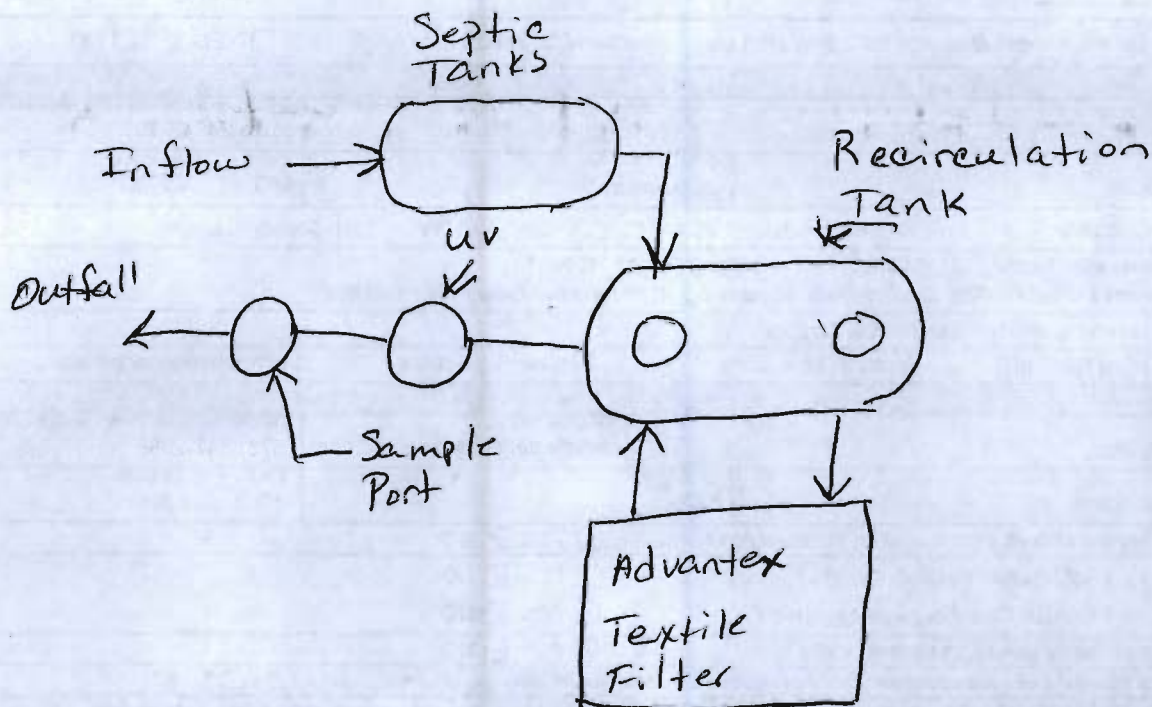 Septic
Tanks
Inflow
Recirculation
Tank
uv
Outfall
Sample
Port
Advantex
Textile
Filter